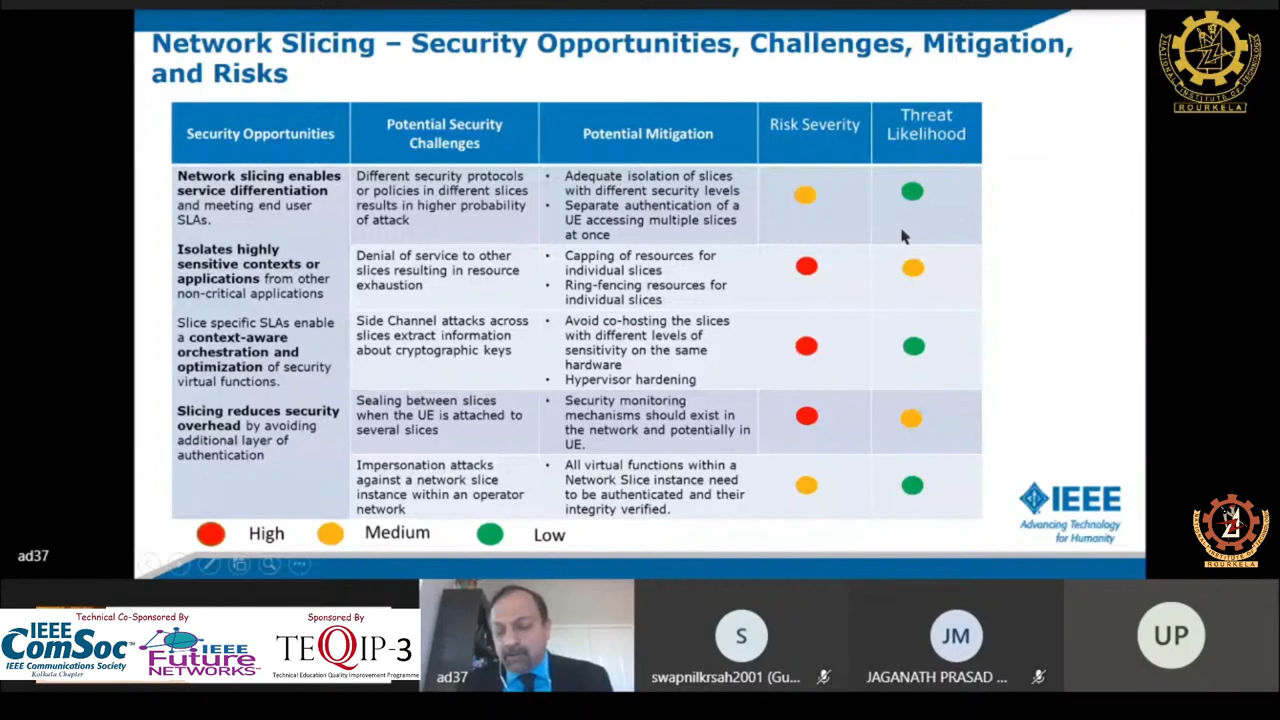 Network Slicing – Security Opportunities, Challenges, Mitigation,
and Risks
Security Opportunities
Potential Security
Challenges
Potential Mitigation
Risk Severity
Threat
Likelihood
Network slicing enables
service differentiation
and meeting end user
SLAs.
Isolates highly
sensitive contexts or
applications from other
non-critical applications
Slice specific SLAs enable
a context-aware
orchestration and
optimization of security
virtual functions.
Slicing reduces security
overhead by avoiding
additional layer of
authentication
Different security protocols
or policies in different slices
results in higher probability
of attack
• Adequate isolation of slices
with different security levels
• Separate authentication of a
UE accessing multiple slices
at once
Denial of service to other
slices resulting in resource
exhaustion
• Capping of resources for
individual slices
• Ring-fencing resources for
individual slices
Side Channel attacks across
slices extract information
about cryptographic keys
• Avoid co-hosting the slices
with different levels of
sensitivity on the same
hardware
• Hypervisor hardening
Sealing between slices
when the UE is attached to
several slices
• Security monitoring
mechanisms should exist in
the network and potentially in
UE.
Impersonation attacks
against a network slice
instance within an operator
network
• All virtual functions within a
Network Slice instance need
to be authenticated and their
integrity verified.
High
Medium
Low
IEEE
Advancing Technology
for Humanity
NATIONAL INSTITUTE OF TECHNOLOGY
ROURKELA
ad37
Technical Co-Sponsored By
IEEE
ComSoc™
IEEE Communications Society
Kolkata Chapter
IEEE
Future
NETWORKS™
Sponsored By
TEQIP-3
Technical Education Quality Improvement Programme
ad37
S
swapnilkrsah2001 (Gu...
JM
JAGANATH PRASAD ...
UP